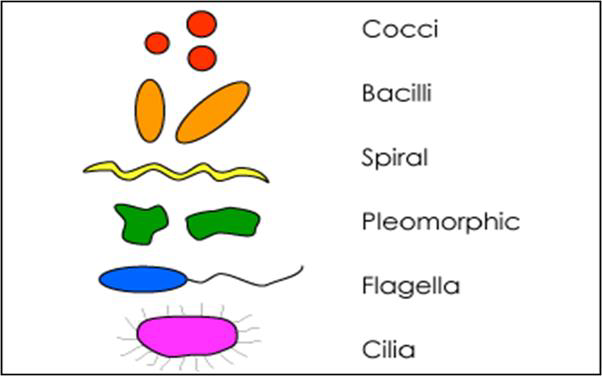 Cocci
Bacilli
Spiral
Pleomorphic
Flagella
Cilia